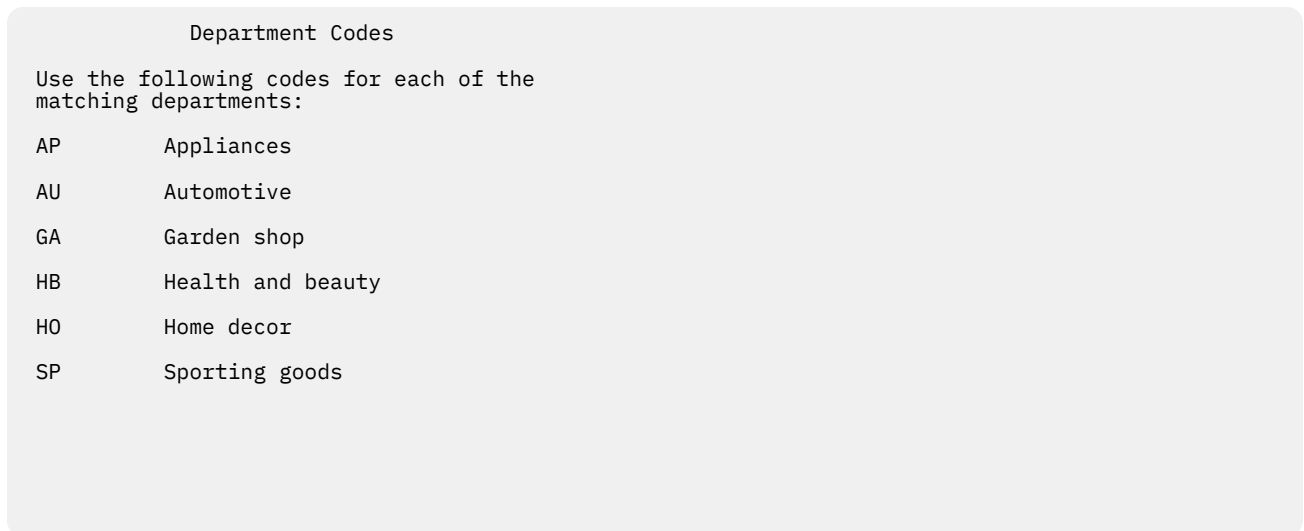 Department Codes
Use the following codes for each of the
matching departments:
AP Appliances
AU Automotive
GA Garden shop
HB Health and beauty
HO Home decor
SP Sporting goods